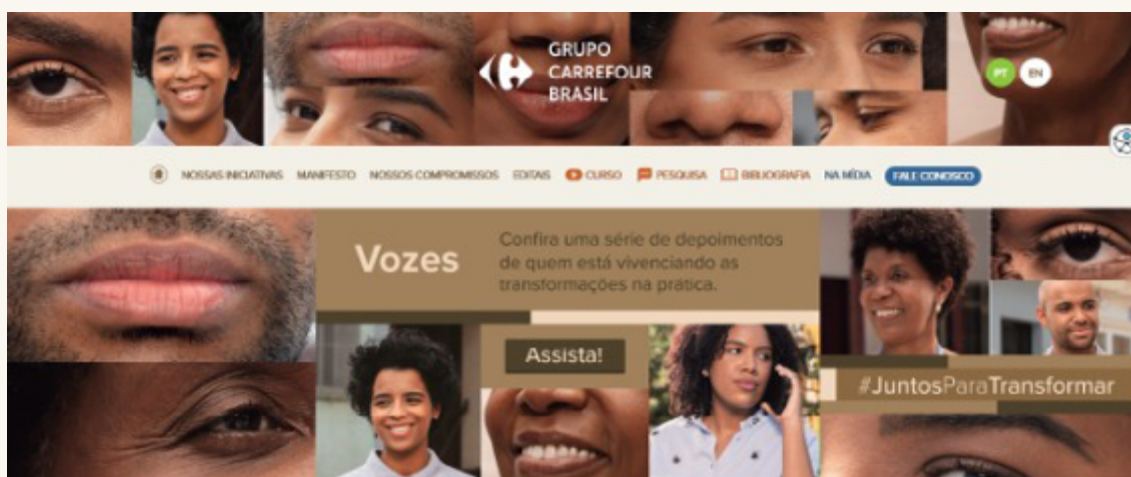 GRUPO
CARREFOUR
BRASIL
PT EN
NOSSAS INICIATIVAS MANIFESTO NOSSOS COMPROMISSOS EDITAIS CURSO PESQUISA BIBLIOGRAFIA NA MÍDIA FALE CONOSCO
Vozes
Confira uma série de depoimentos
de quem está vivenciando as
transformações na prática.
Assista!
#JuntosParaTransformar